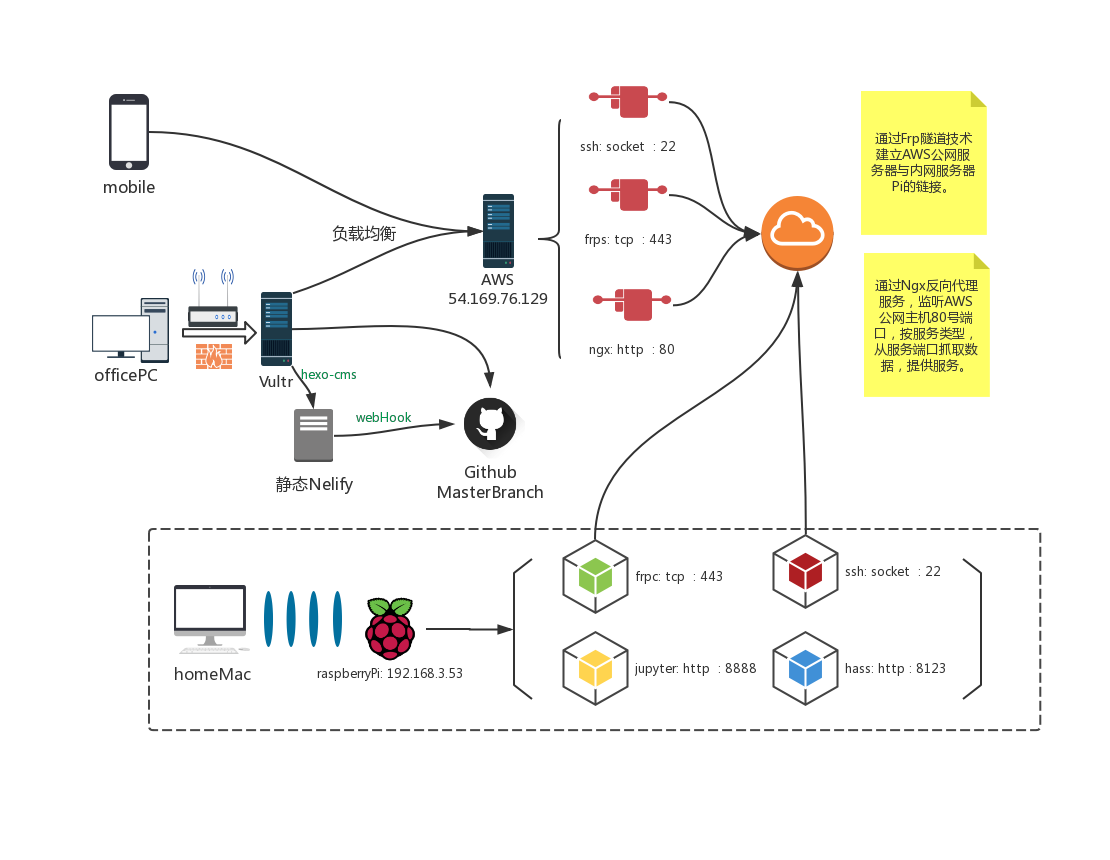 mobile
负载均衡
officePC
Vultr
hexo-cms
webHook
静态Nelify
Github
MasterBranch
AWS
54.169.76.129
ssh: socket : 22
frps: tcp : 443
ngx: http : 80
通过Frp隧道技术
建立AWS公网服
务器与内网服务器
Pi的链接。
通过Ngx反向代理
服务，监听AWS
公网主机80号端
口，按服务类型，
从服务端口抓取数
据，提供服务。
homeMac
raspberryPi: 192.168.3.53
frpc: tcp : 443
ssh: socket : 22
jupyter: http : 8888
hass: http : 8123